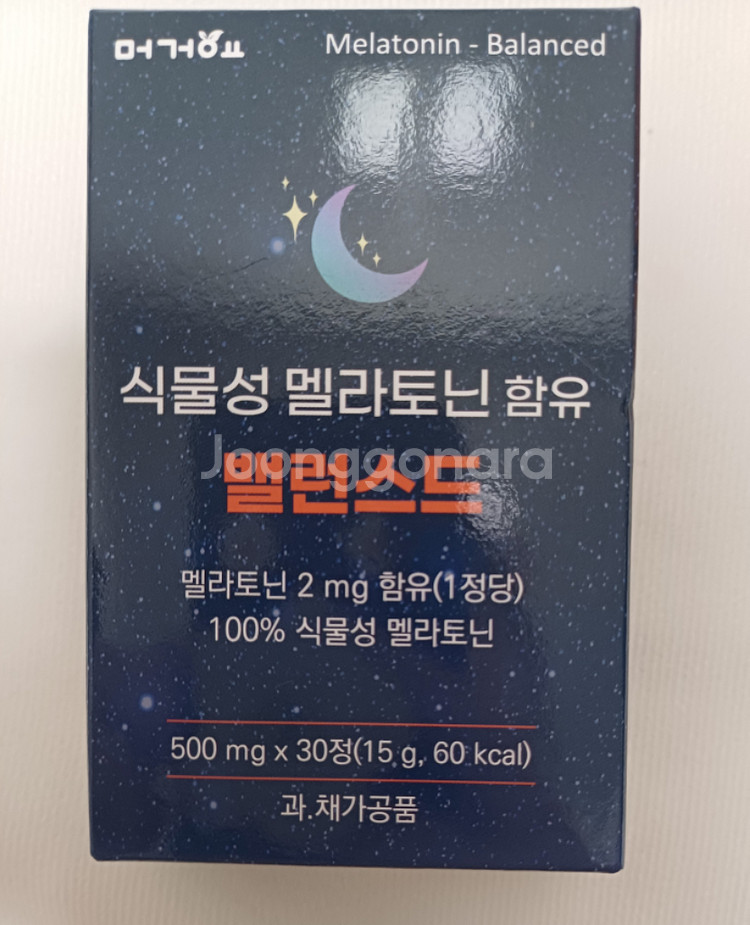 머거요 Melatonin - Balanced
식물성 멜라토닌 함유
Joonggonara
밸런스드
멜라토닌 2 mg 함유(1정당)
100% 식물성 멜라토닌
500 mg x 30정(15 g, 60 kcal)
과.채가공품